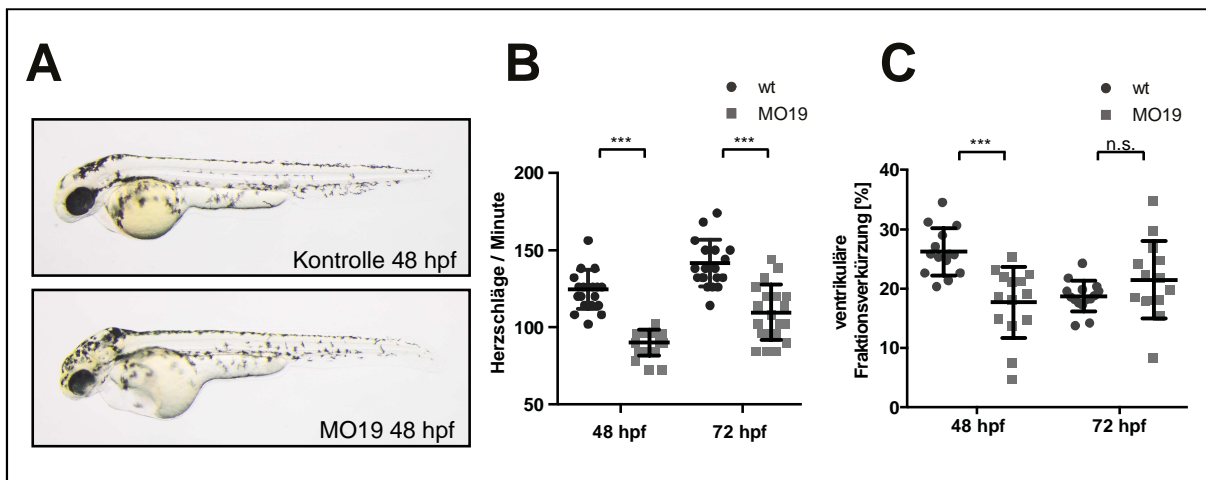 A
Kontrolle 48 hpf
MO19 48 hpf
B
wt
MO19
***
***
Herzschläge / Minute
200
150
100
50
48 hpf
72 hpf
C
wt
MO19
***
n.s.
ventrikuläre
Fraktionsverkürzung [%]
40
30
20
10
0
48 hpf
72 hpf